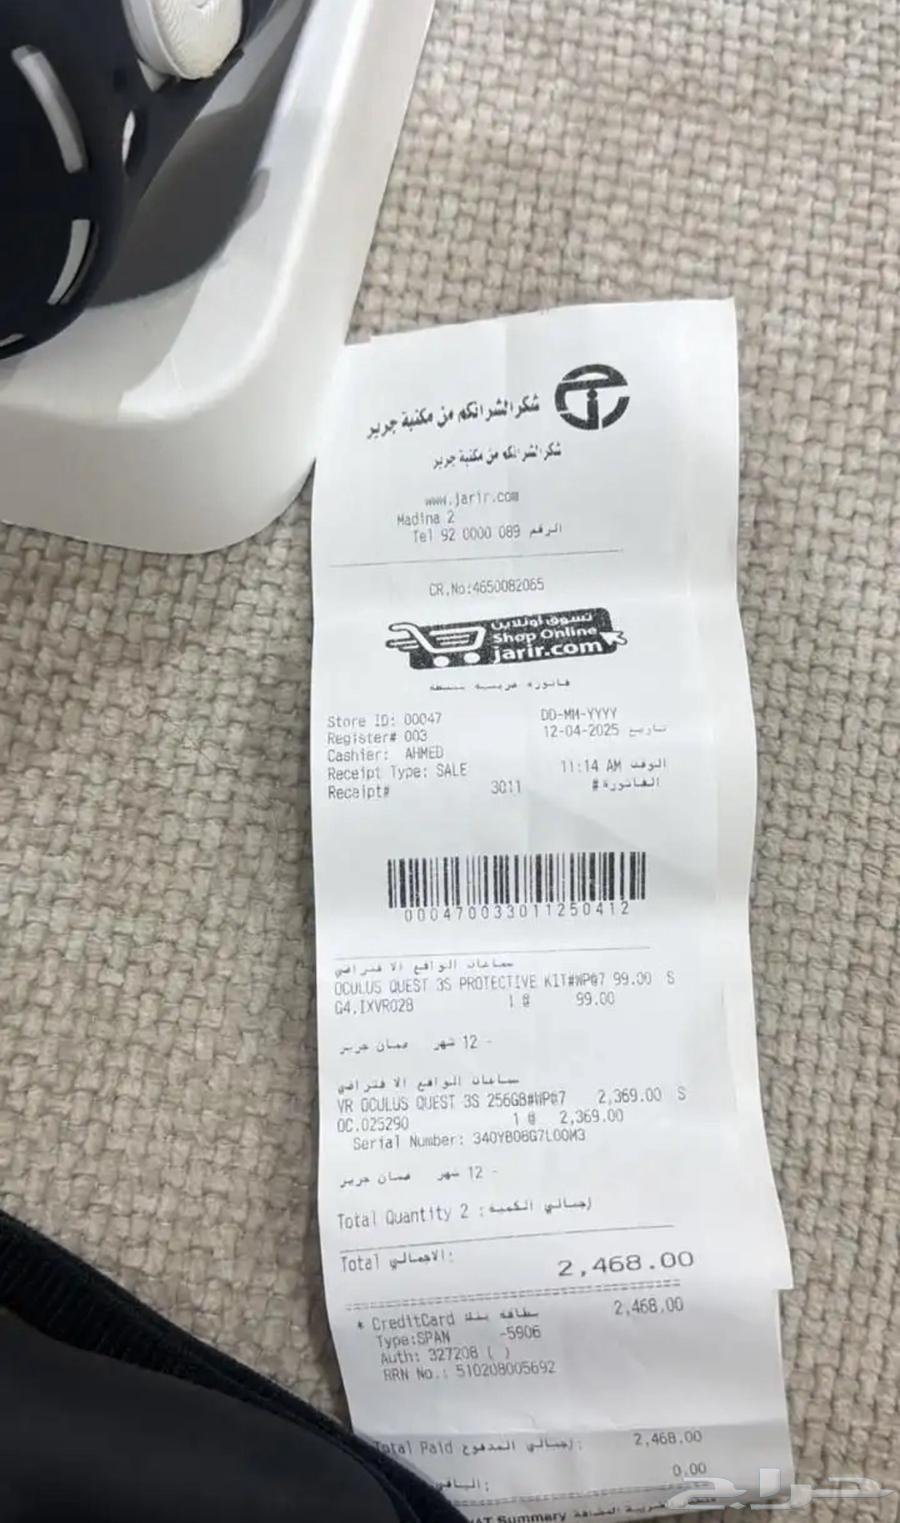 شكرا لشرائكم من مكتبة جرير
شكرا لشرائكم من مكتبة جرير
www.jarir.com
Madina 2
Tel 92 0000 089 الرقم
CR.No:4650082065
تسوق أونلاين
Shop Online
jarir.com
فاتورة ضريبية مبسطة
Store ID: 00047 DD-MM-YYYY
Register# 003 12-04-2025 تاريخ
Cashier: AHMED
Receipt Type: SALE 11:14 AM الوقت
Receipt# 3011 الفاتورة#
000470033011250412
سماعات الواقع الافتراضي
OCULUS QUEST 3S PROTECTIVE KIT#WP@7 99.00 S
G4.IXVR028 1 @ 99.00
- 12 شهر ضمان جرير
سماعات الواقع الافتراضي
VR OCULUS QUEST 3S 256GB#WP@7 2,369.00 S
OC.025290 1 @ 2,369.00
Serial Number: 340YB08G7L00M3
- 12 شهر ضمان جرير
Total Quantity 2 : إجمالي الكمية
Total الاجمالي: 2,468.00
* CreditCard بطاقة بنك 2,468.00
Type:SPAN -5906
Auth: 327208 ( )
RRN No.: 510208005692
Total Paid إجمالي المدفوع: 2,468.00
الباقي: 0.00
VAT Summary ضريبة المضافة
حراج